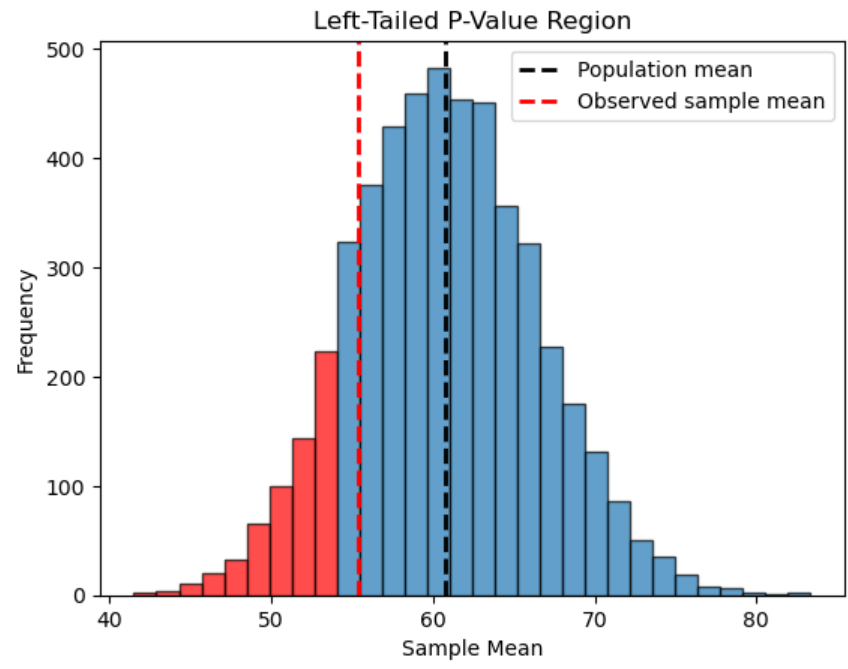 Left-Tailed P-Value Region
Population mean
Observed sample mean
500
400
300
200
100
0
Frequency
40 50 60 70 80
Sample Mean